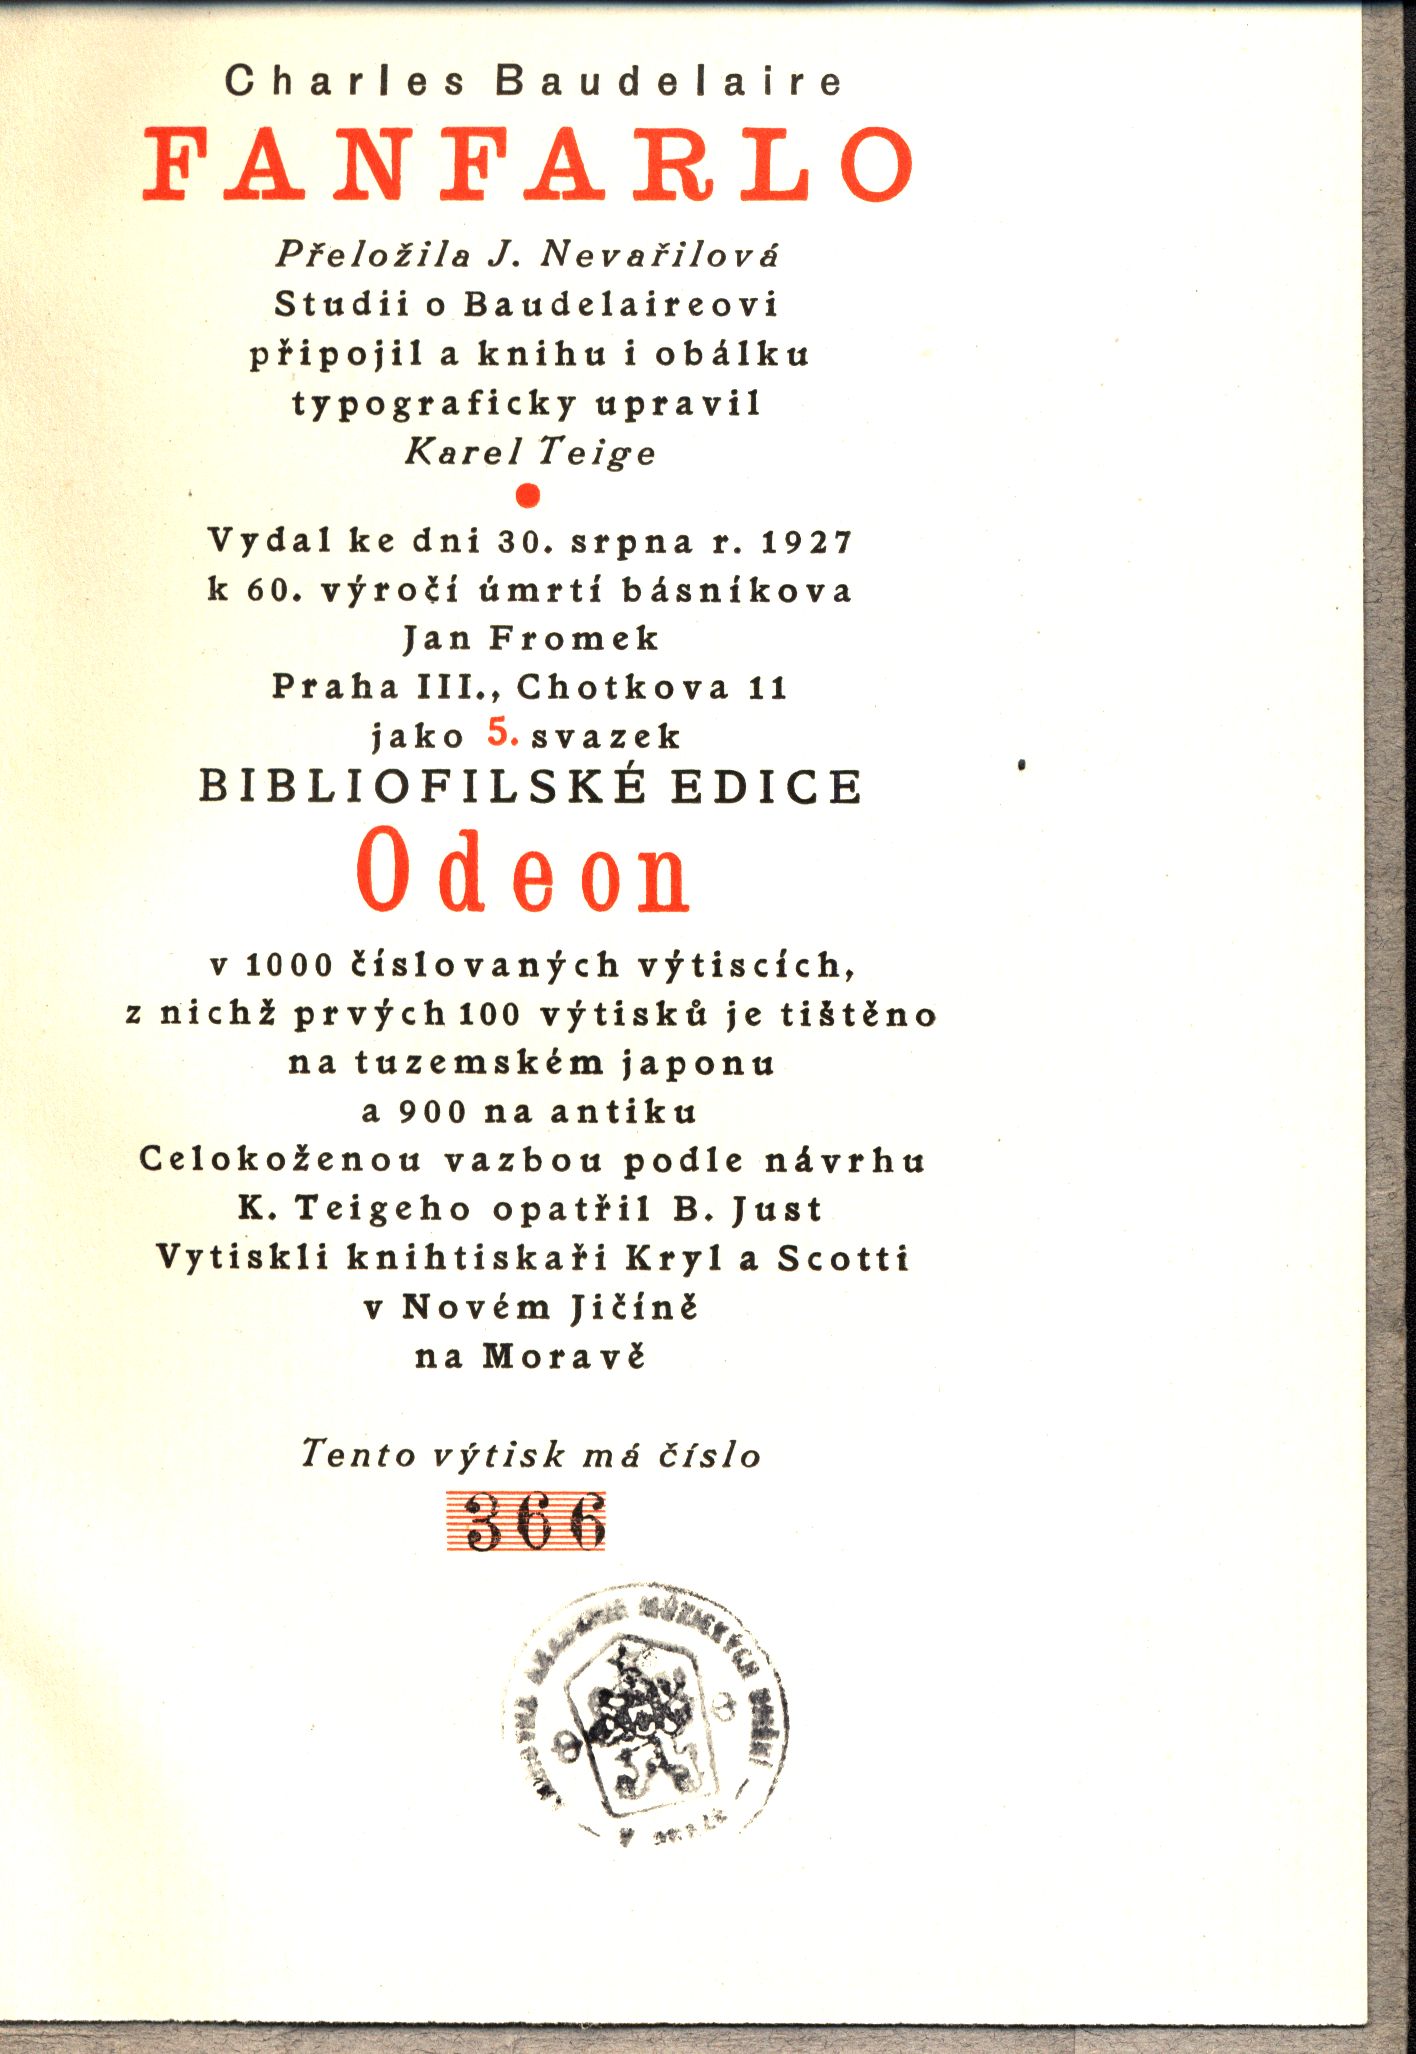 Charles Baudelaire
FANFARLO
Přeložila J. Nevařilová
Studii o Baudelaireovi
připojil a knihu i obálku
typograficky upravil
Karel Teige
Vydal ke dni 30. srpna r. 1927
k 60. výročí úmrtí básníkova
Jan Fromek
Praha III., Chotkova 11
jako 5. svazek
BIBLIOFILSKÉ EDICE
Odeon
v 1000 číslovaných výtiscích,
z nichž prvých 100 výtisků je tištěno
na tuzemském japonu
a 900 na antiku
Celokoženou vazbou podle návrhu
K. Teigeho opatřil B. Just
Vytiskli knihtiskaři Kryl a Scotti
v Novém Jičíně
na Moravě
Tento výtisk má číslo
366
MÚZICKÝCH